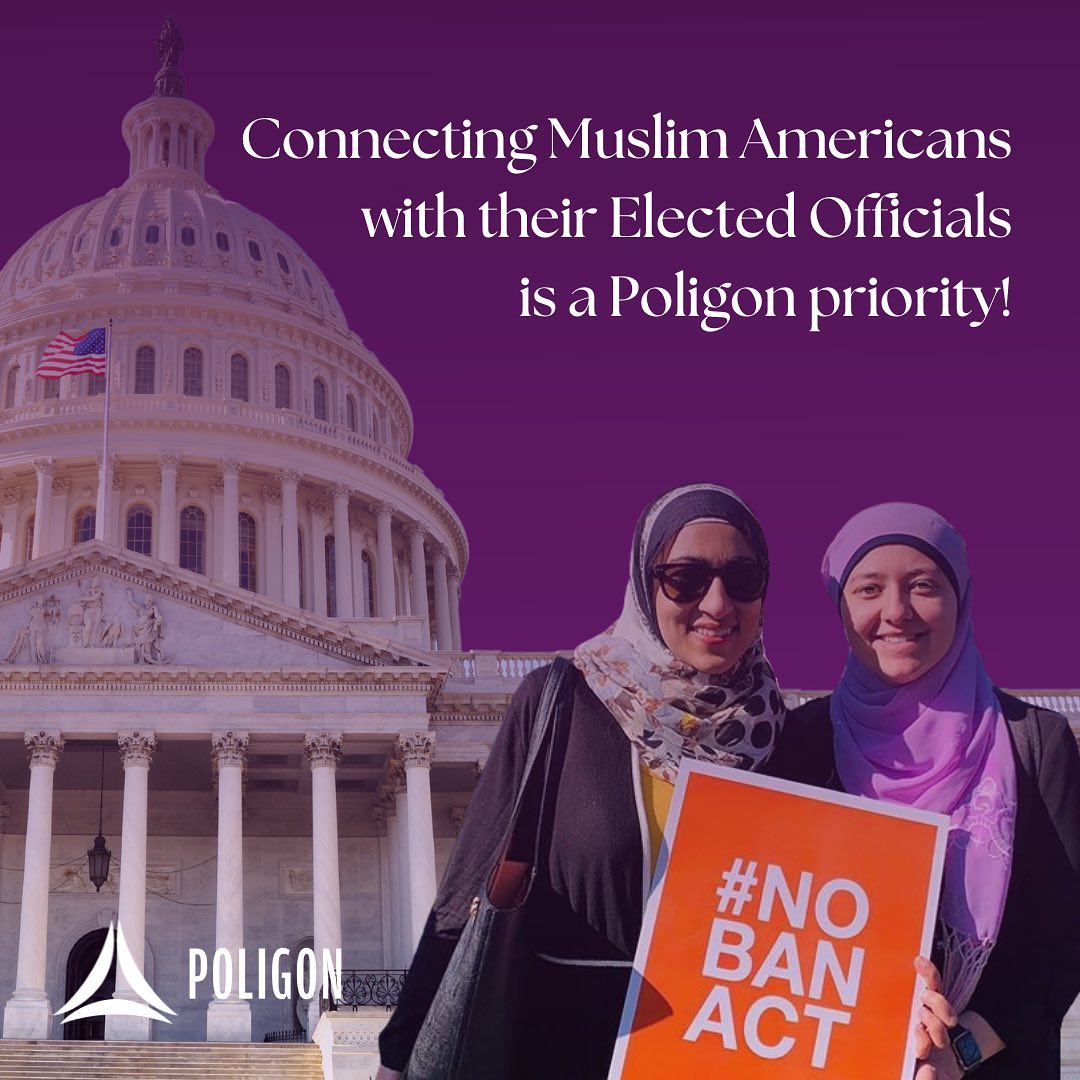 Connecting Muslim Americans
with their Elected Officials
is a Poligon priority!
#NO
BAN
ACT
POLIGON